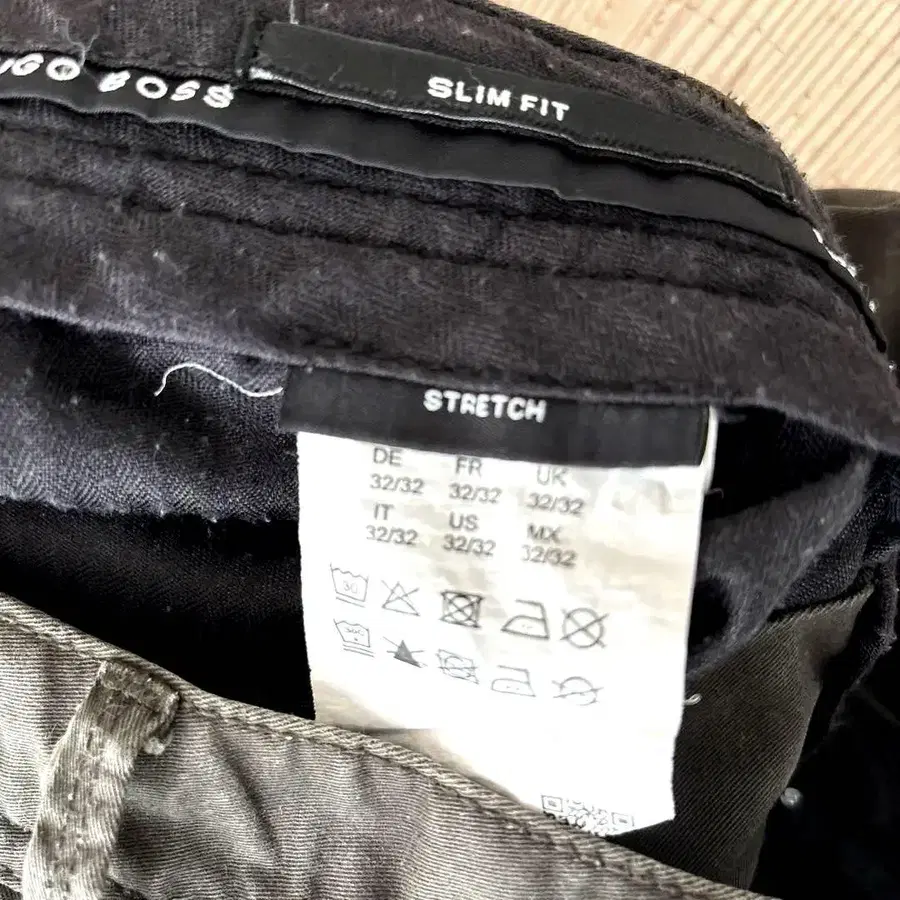 UGO BOSS
SLIM FIT
STRETCH
DE FR UK
32/32 32/32 32/32
IT US MX
32/32 32/32 32/32
30